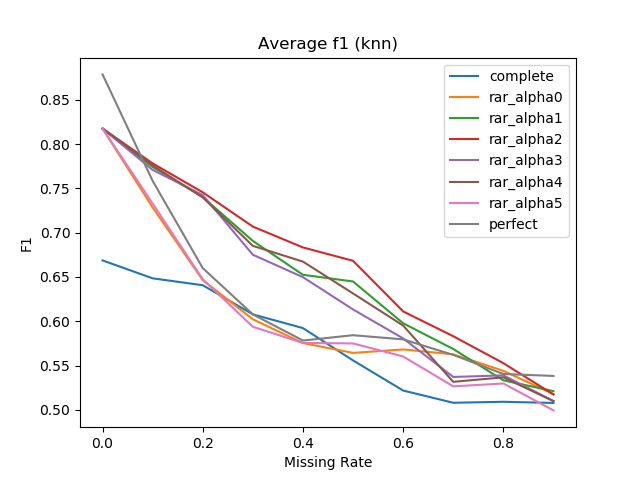 Average f1 (knn)
complete
rar_alpha0
rar_alpha1
rar_alpha2
rar_alpha3
rar_alpha4
rar_alpha5
perfect
F1
0.85
0.80
0.75
0.70
0.65
0.60
0.55
0.50
0.0 0.2 0.4 0.6 0.8
Missing Rate